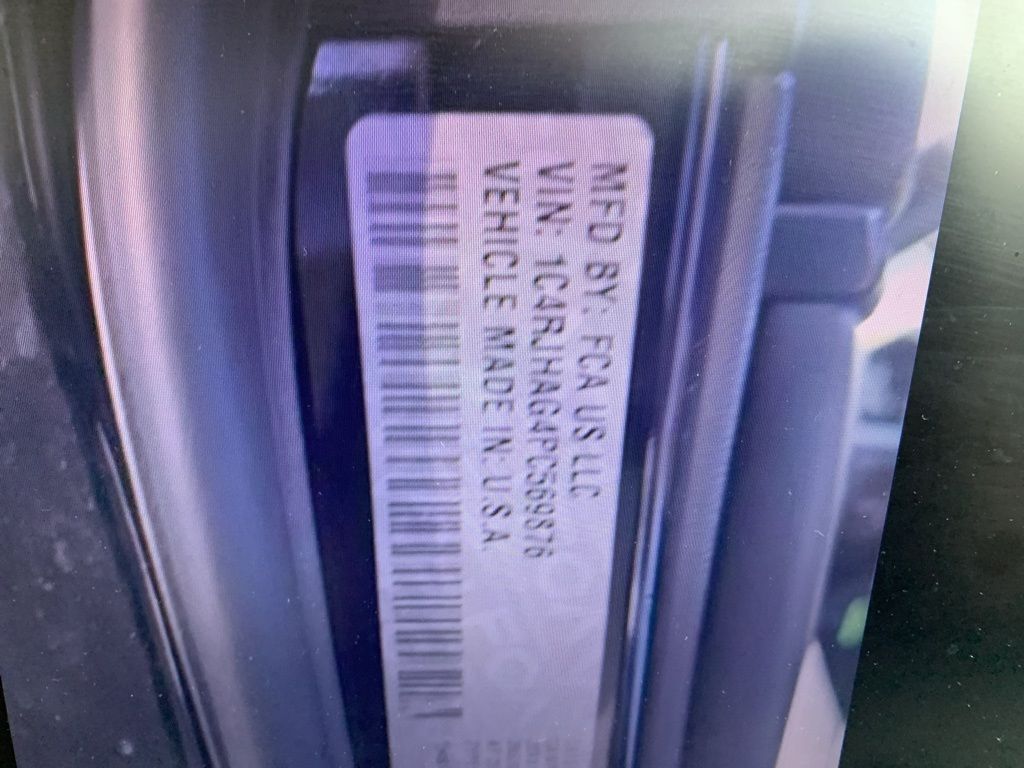 MFD BY: FCA US LLC
VIN: 1C4RJHAG4PC569876
VEHICLE MADE IN: U.S.A.